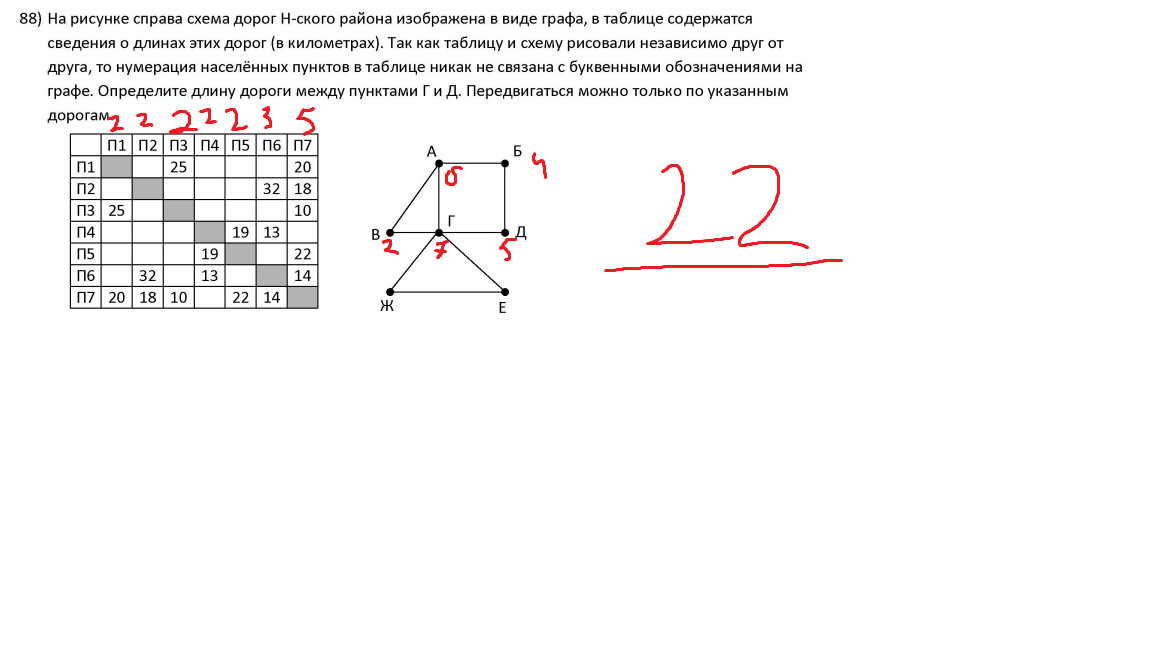 88) На рисунке справа схема дорог Н-ского района изображена в виде графа, в таблице содержатся
сведения о длинах этих дорог (в километрах). Так как таблицу и схему рисовали независимо друг от
друга, то нумерация населённых пунктов в таблице никак не связана с буквенными обозначениями на
графе. Определите длину дороги между пунктами Г и Д. Передвигаться можно только по указанным
дорогам.
2 2 2 2 2 3 5
П1 П2 П3 П4 П5 П6 П7
П1 25 20
П2 32 18
П3 25 10
П4 19 13
П5 19 22
П6 32 13 14
П7 20 18 10 22 14
А Б
6 4
В Г Д
2 7 5
Ж Е
22